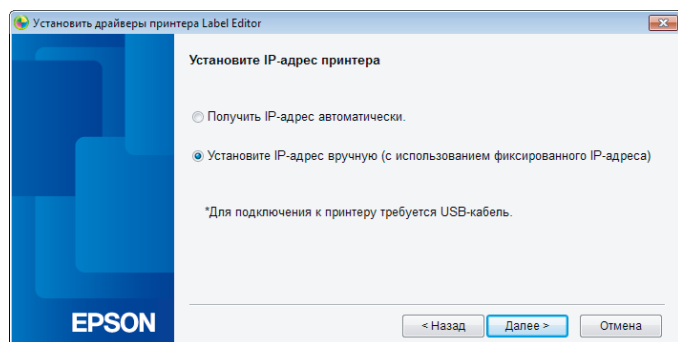 Установить драйверы принтера Label Editor
Установите IP-адрес принтера
Получить IP-адрес автоматически.
Установите IP-адрес вручную (с использованием фиксированного IP-адреса)
*Для подключения к принтеру требуется USB-кабель.
EPSON
< Назад
Далее >
Отмена